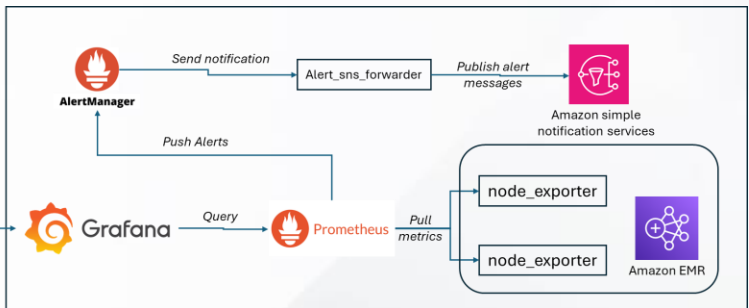 Send notification
Alert_sns_forwarder
Publish alert
messages
AlertManager
Amazon simple
notification services
Push Alerts
node_exporter
Grafana
Query
Prometheus
Pull
metrics
node_exporter
Amazon EMR